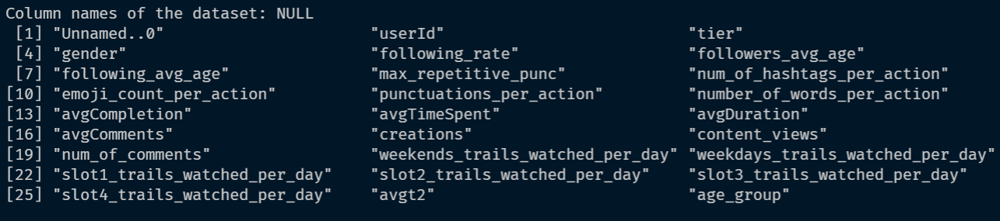 Column names of the dataset: NULL
 [1] "Unnamed..0"                     "userId"                         "tier"
 [4] "gender"                         "following_rate"                 "followers_avg_age"
 [7] "following_avg_age"              "max_repetitive_punc"            "num_of_hashtags_per_action"
[10] "emoji_count_per_action"         "punctuations_per_action"        "number_of_words_per_action"
[13] "avgCompletion"                  "avgTimeSpent"                   "avgDuration"
[16] "avgComments"                    "creations"                      "content_views"
[19] "num_of_comments"                "weekends_trails_watched_per_day" "weekdays_trails_watched_per_day"
[22] "slot1_trails_watched_per_day"   "slot2_trails_watched_per_day"   "slot3_trails_watched_per_day"
[25] "slot4_trails_watched_per_day"   "avgt2"                          "age_group"